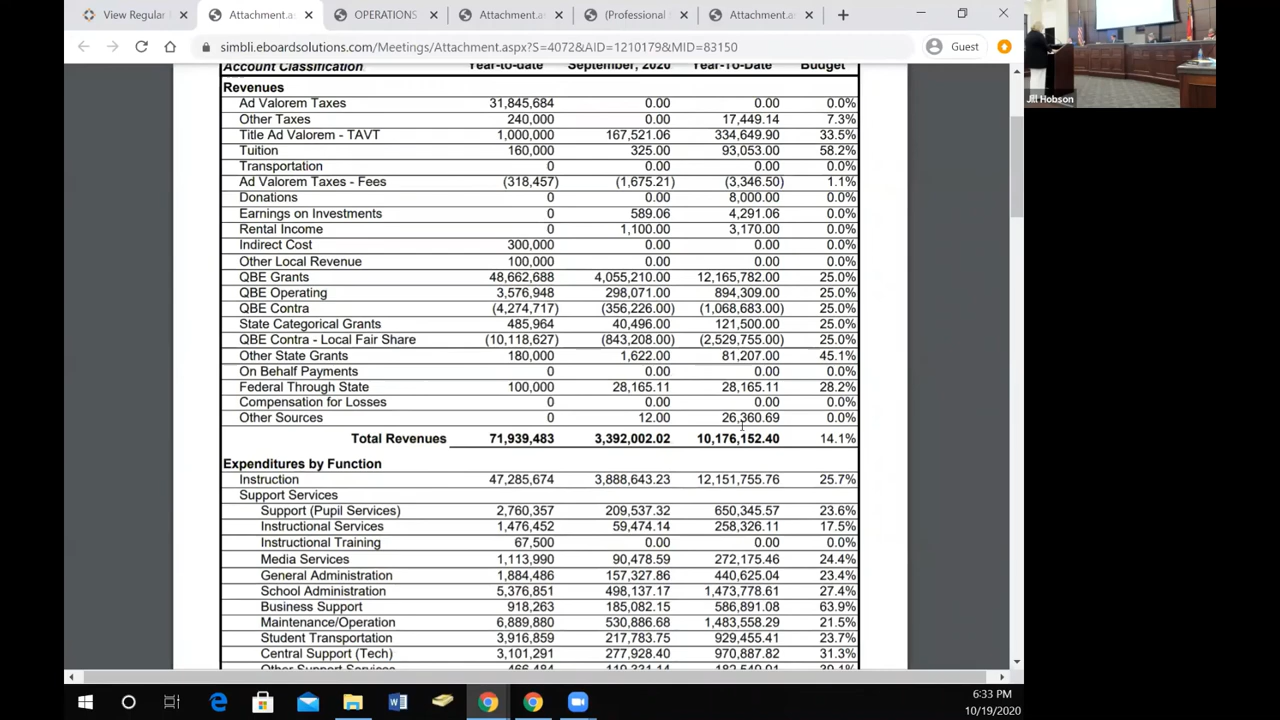 View Regular
Attachment.as
OPERATIONS
Attachment.as
(Professional
Attachment.as
simbli.eboardsolutions.com/Meetings/Attachment.aspx?S=4072&AID=1210179&MID=83150
Guest
Jill Hobson
Account Classification Year-to-date September, 2020 Year-To-Date Budget
Revenues
Ad Valorem Taxes 31,845,684 0.00 0.00 0.0%
Other Taxes 240,000 0.00 17,449.14 7.3%
Title Ad Valorem - TAVT 1,000,000 167,521.06 334,649.90 33.5%
Tuition 160,000 325.00 93,053.00 58.2%
Transportation 0 0.00 0.00 0.0%
Ad Valorem Taxes - Fees (318,457) (1,675.21) (3,346.50) 1.1%
Donations 0 0.00 8,000.00 0.0%
Earnings on Investments 0 589.06 4,291.06 0.0%
Rental Income 0 1,100.00 3,170.00 0.0%
Indirect Cost 300,000 0.00 0.00 0.0%
Other Local Revenue 100,000 0.00 0.00 0.0%
QBE Grants 48,662,688 4,055,210.00 12,165,782.00 25.0%
QBE Operating 3,576,948 298,071.00 894,309.00 25.0%
QBE Contra (4,274,717) (356,226.00) (1,068,683.00) 25.0%
State Categorical Grants 485,964 40,496.00 121,500.00 25.0%
QBE Contra - Local Fair Share (10,118,627) (843,208.00) (2,529,755.00) 25.0%
Other State Grants 180,000 1,622.00 81,207.00 45.1%
On Behalf Payments 0 0.00 0.00 0.0%
Federal Through State 100,000 28,165.11 28,165.11 28.2%
Compensation for Losses 0 0.00 0.00 0.0%
Other Sources 0 12.00 26,360.69 0.0%
Total Revenues 71,939,483 3,392,002.02 10,176,152.40 14.1%
Expenditures by Function
Instruction 47,285,674 3,888,643.23 12,151,755.76 25.7%
Support Services
Support (Pupil Services) 2,760,357 209,537.32 650,345.57 23.6%
Instructional Services 1,476,452 59,474.14 258,326.11 17.5%
Instructional Training 67,500 0.00 0.00 0.0%
Media Services 1,113,990 90,478.59 272,175.46 24.4%
General Administration 1,884,486 157,327.86 440,625.04 23.4%
School Administration 5,376,851 498,137.17 1,473,778.61 27.4%
Business Support 918,263 185,082.15 586,891.08 63.9%
Maintenance/Operation 6,889,880 530,886.68 1,483,558.29 21.5%
Student Transportation 3,916,859 217,783.75 929,455.41 23.7%
Central Support (Tech) 3,101,291 277,928.40 970,887.82 31.3%
Other Support Services 466,484 119,331.14 182,540.91 39.1%
6:33 PM
10/19/2020